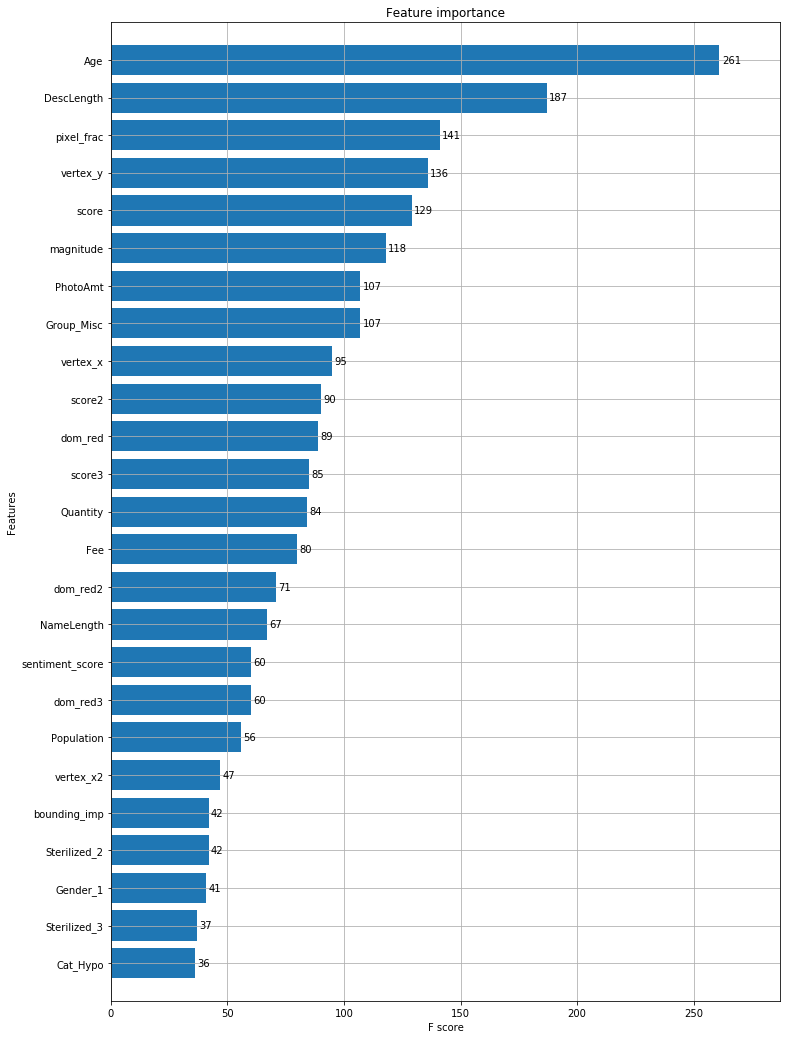 Feature importance
Age 261
DescLength 187
pixel_frac 141
vertex_y 136
score 129
magnitude 118
PhotoAmt 107
Group_Misc 107
vertex_x 95
score2 90
dom_red 89
score3 85
Quantity 84
Fee 80
dom_red2 71
NameLength 67
sentiment_score 60
dom_red3 60
Population 56
vertex_x2 47
bounding_imp 42
Sterilized_2 42
Gender_1 41
Sterilized_3 37
Cat_Hypo 36
Features
0 50 100 150 200 250
F score